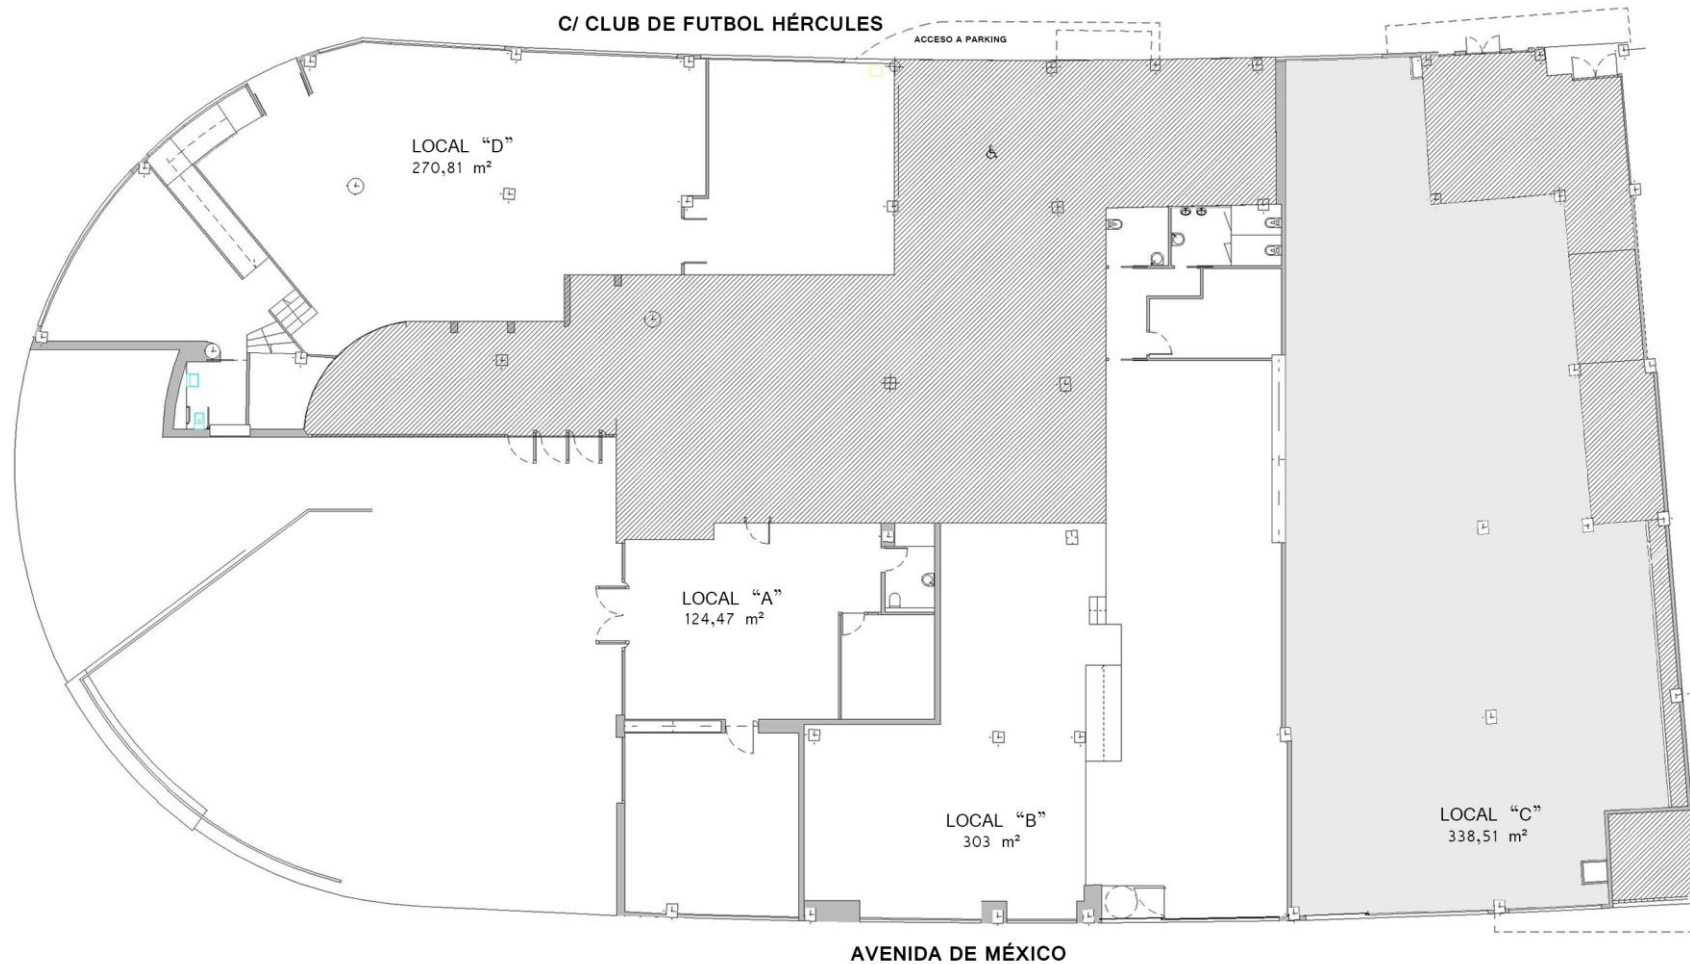 C/ CLUB DE FUTBOL HÉRCULES
ACCESO A PARKING
LOCAL “D”
270,81 m²
LOCAL “A”
124,47 m²
LOCAL “B”
303 m²
LOCAL “C”
338,51 m²
AVENIDA DE MÉXICO